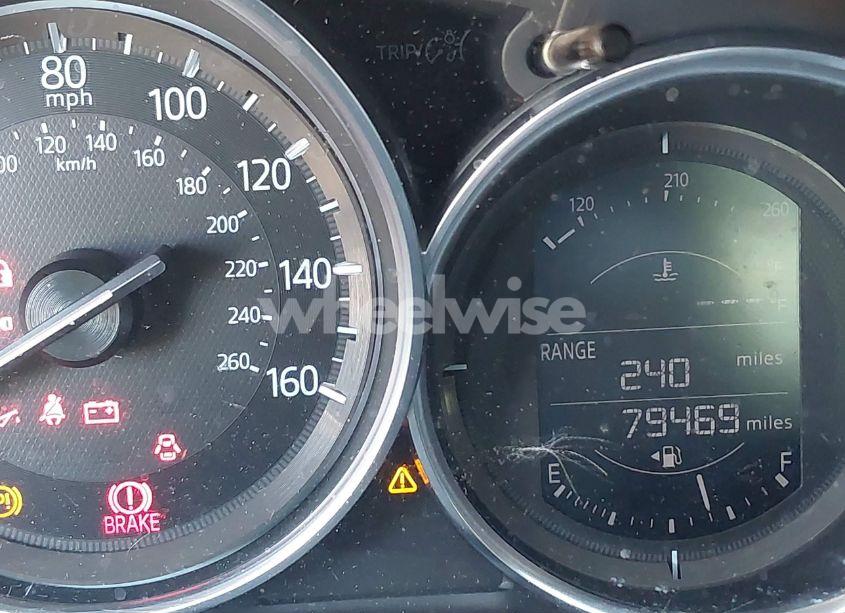 80
mph
100
120
140
160
120
140
km/h
160
180
200
220
240
260
BRAKE
TRIP/
wheelwise
120
210
260
°F
--- °F
RANGE
240 miles
79469 miles
E
F